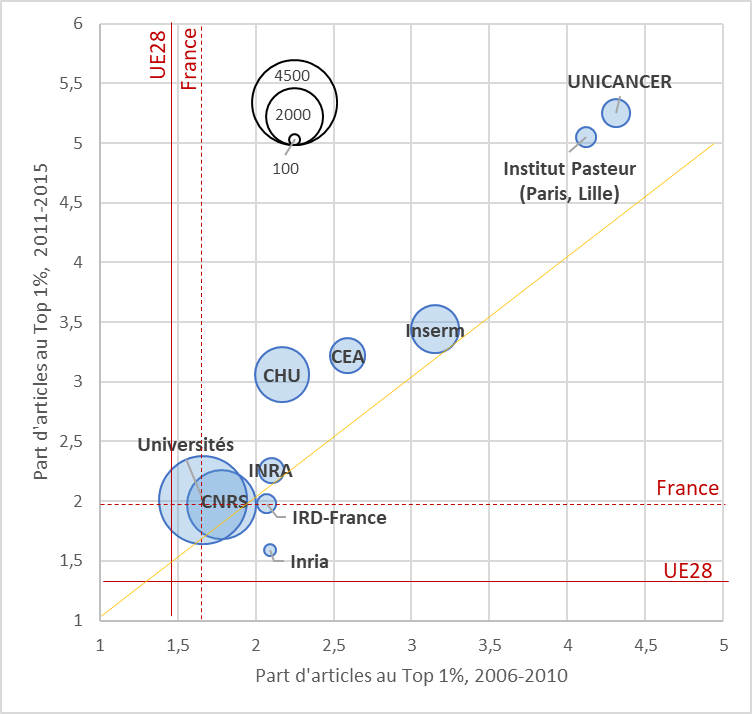 6
5,5
5
4,5
4
3,5
3
2,5
2
1,5
1
1
1,5
2
2,5
3
3,5
4
4,5
5
Part d'articles au Top 1%, 2011-2015
Part d'articles au Top 1%, 2006-2010
UE28
France
4500
2000
100
UNICANCER
Institut Pasteur
(Paris, Lille)
Inserm
CEA
CHU
Universités
INRA
CNRS
IRD-France
Inria
France
UE28